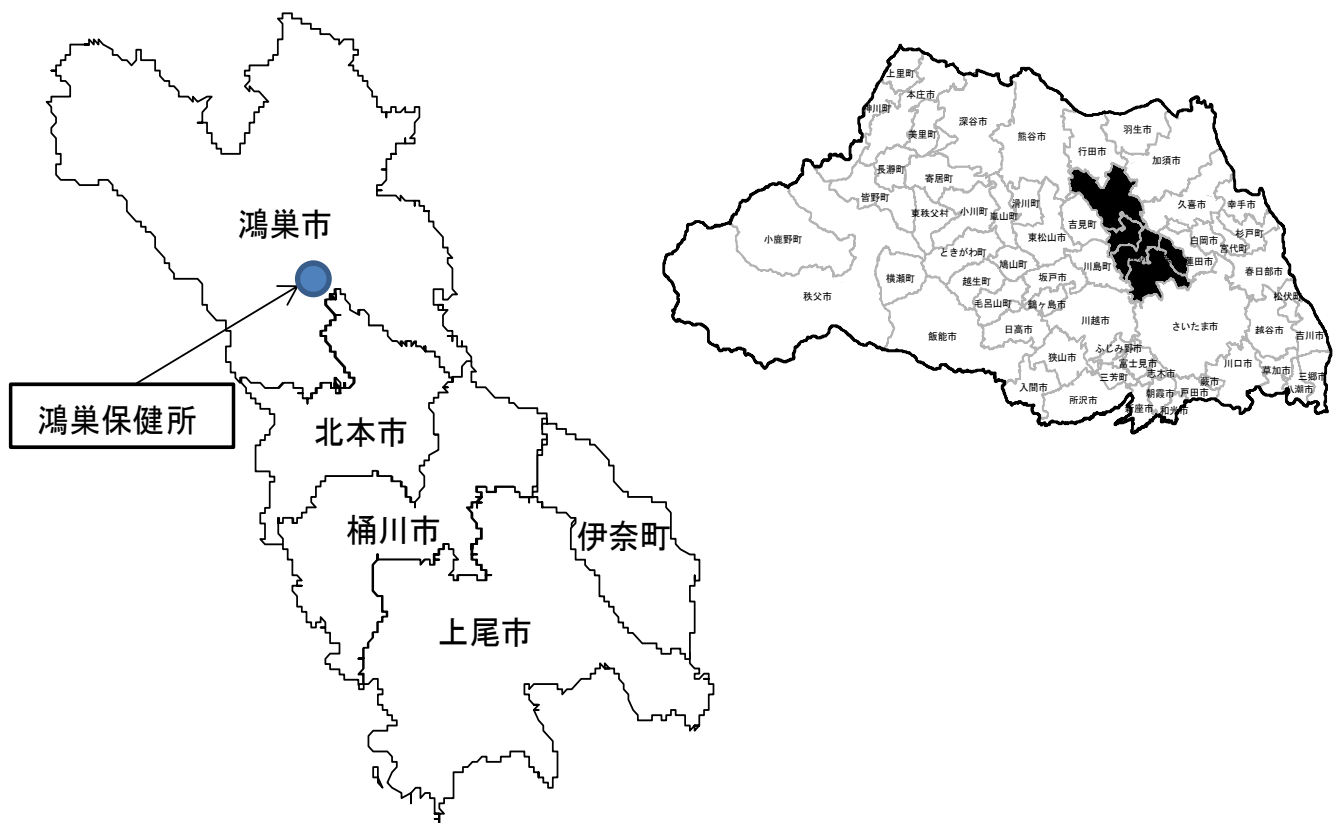 鴻巣市
鴻巣保健所
北本市
桶川市
伊奈町
上尾市
上里町
本庄市
神川町
美里町
深谷市
熊谷市
行田市
羽生市
加須市
長瀞町
寄居町
皆野町
東秩父村
小川町
嵐山町
滑川町
吉見町
久喜市
幸手市
小鹿野町
ときがわ町
東松山市
白岡市
杉戸町
宮代町
横瀬町
越生町
鳩山町
坂戸市
川島町
蓮田市
春日部市
秩父市
毛呂山町
鶴ヶ島市
松伏町
飯能市
日高市
川越市
さいたま市
越谷市
吉川市
狭山市
ふじみ野市
富士見市
川口市
草加市
三郷市
入間市
三芳町
志木市
蕨市
八潮市
所沢市
朝霞市
戸田市
新座市
和光市